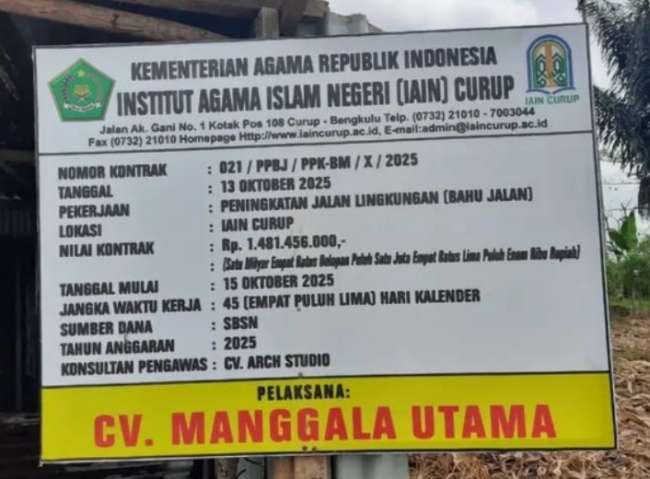 KEMENTERIAN AGAMA REPUBLIK INDONESIA
INSTITUT AGAMA ISLAM NEGERI (IAIN) CURUP
IAIN CURUP
Jalan Ak. Gani No. 1 Kotak Pos 108 Curup - Bengkulu Telp. (0732) 21010 - 7003044
Fax (0732) 21010 Homepage Http://www.iaincurup.ac.id, E-mail:admin@iaincurup.ac.id
NOMOR KONTRAK : 021 / PPBJ / PPK-BM / X / 2025
TANGGAL : 13 OKTOBER 2025
PEKERJAAN : PENINGKATAN JALAN LINGKUNGAN (BAHU JALAN)
LOKASI : IAIN CURUP
NILAI KONTRAK : Rp. 1.481.456.000,-
: (Satu Milyar Empat Ratus Delapan Puluh Satu Juta Empat Ratus Lima Puluh Enam Ribu Rupiah)
TANGGAL MULAI : 15 OKTOBER 2025
JANGKA WAKTU KERJA : 45 (EMPAT PULUH LIMA) HARI KALENDER
SUMBER DANA : SBSN
TAHUN ANGGARAN : 2025
KONSULTAN PENGAWAS : CV. ARCH STUDIO
PELAKSANA:
CV. MANGGALA UTAMA